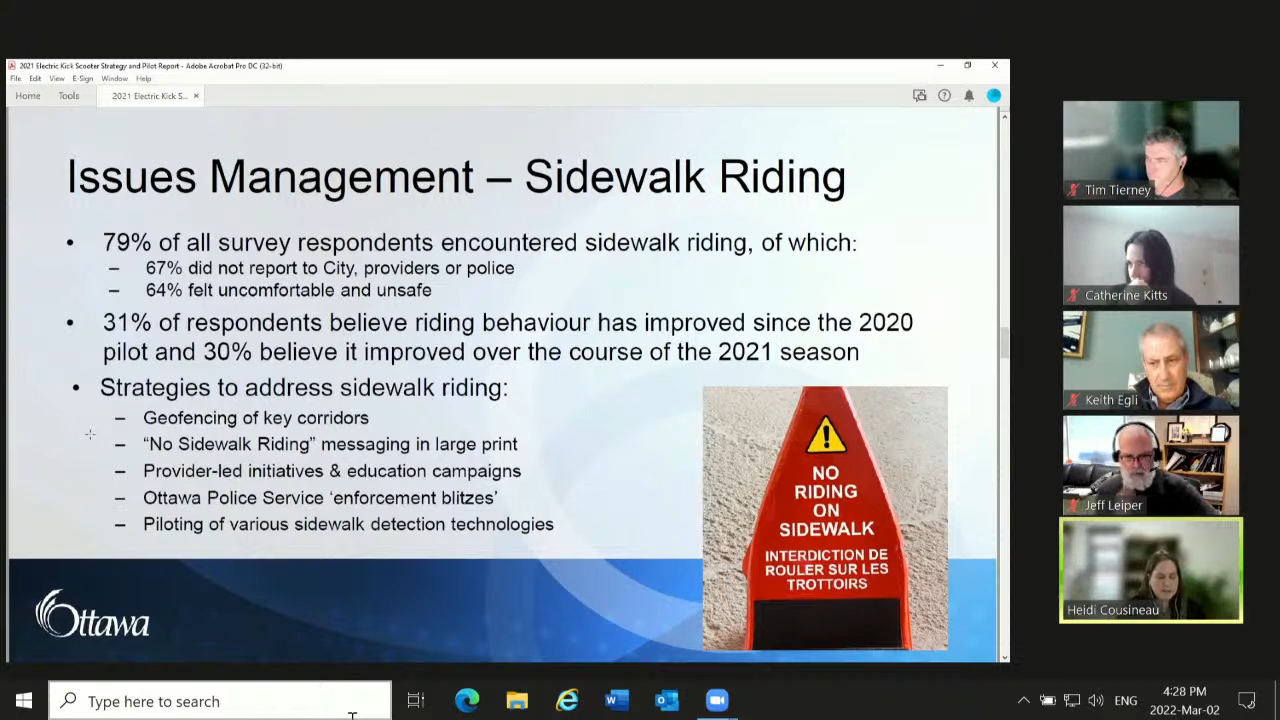 2021 Electric Kick Scooter Strategy and Pilot Report - Adobe Acrobat Pro DC (32-bit)
File Edit View E-Sign Window Help
Home Tools 2021 Electric Kick S... ×
Issues Management – Sidewalk Riding
• 79% of all survey respondents encountered sidewalk riding, of which:
– 67% did not report to City, providers or police
– 64% felt uncomfortable and unsafe
• 31% of respondents believe riding behaviour has improved since the 2020
pilot and 30% believe it improved over the course of the 2021 season
• Strategies to address sidewalk riding:
– Geofencing of key corridors
– “No Sidewalk Riding” messaging in large print
– Provider-led initiatives & education campaigns
– Ottawa Police Service ‘enforcement blitzes’
– Piloting of various sidewalk detection technologies
NO
RIDING
ON
SIDEWALK
INTERDICTION DE
ROULER SUR LES
TROTTOIRS
Ottawa
Tim Tierney
Catherine Kitts
Keith Egli
Jeff Leiper
Heidi Cousineau
Type here to search
ENG
4:28 PM
2022-Mar-02